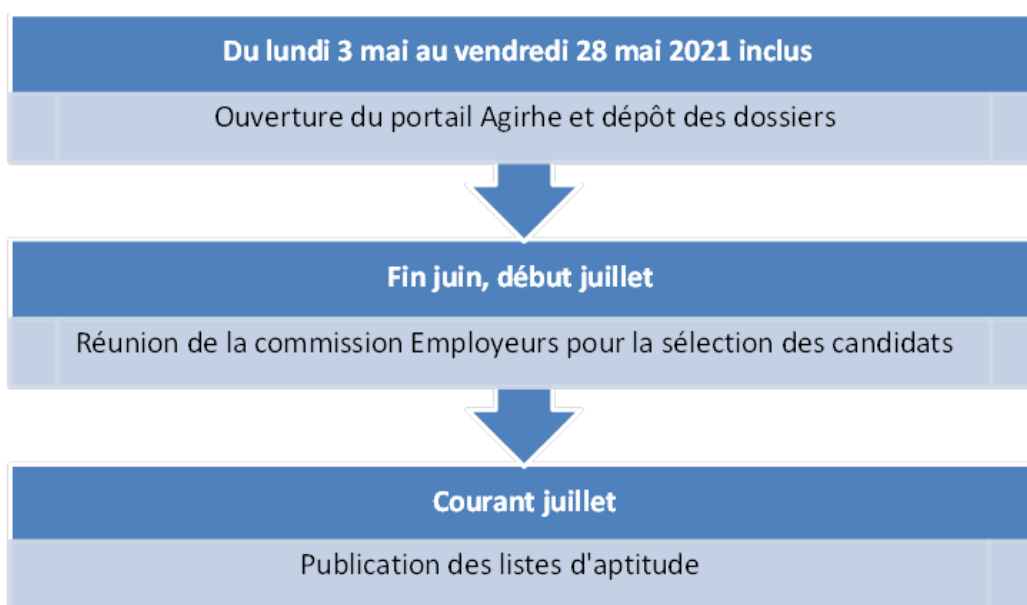 Du lundi 3 mai au vendredi 28 mai 2021 inclus
Ouverture du portail Agirhe et dépôt des dossiers
Fin juin, début juillet
Réunion de la commission Employeurs pour la sélection des candidats
Courant juillet
Publication des listes d'aptitude